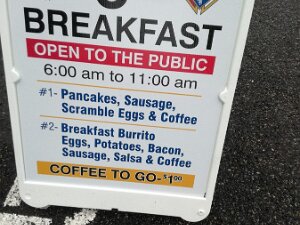 BREAKFAST
OPEN TO THE PUBLIC
6:00 am to 11:00 am
#1- Pancakes, Sausage,
Scramble Eggs & Coffee
#2- Breakfast Burrito
Eggs, Potatoes, Bacon,
Sausage, Salsa & Coffee
COFFEE TO GO-$1.00